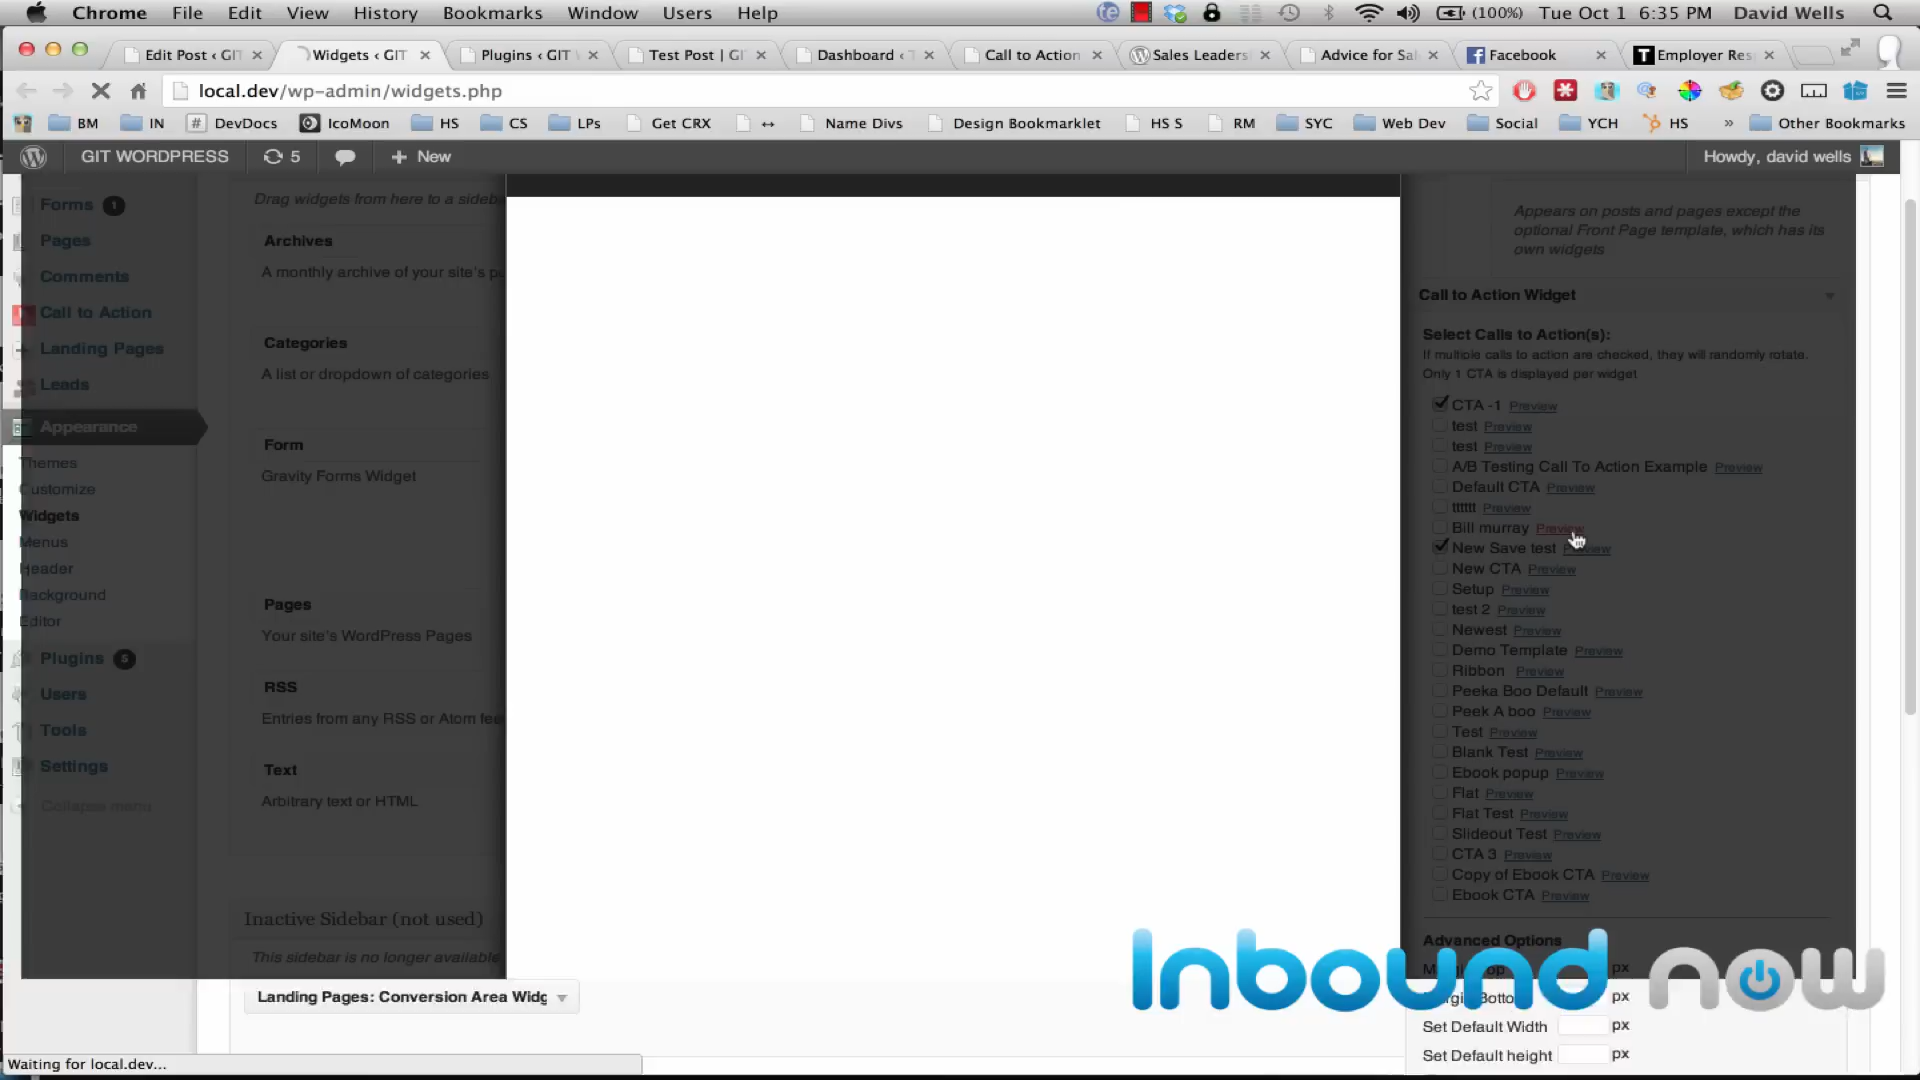 Chrome File Edit View History Bookmarks Window Users Help (100%) Tue Oct 1 6:35 PM David Wells
Edit Post ‹ GIT Widgets ‹ GIT Plugins ‹ GIT Test Post | GI Dashboard ‹ T Call to Action Sales Leaders Advice for Sal Facebook Employer Res
local.dev/wp-admin/widgets.php
BM IN DevDocs IcoMoon HS CS LPs Get CRX ↔ Name Divs Design Bookmarklet HS S RM SYC Web Dev Social YCH HS » Other Bookmarks
GIT WORDPRESS 5 + New Howdy, david wells
Forms 1
Pages
Comments
Call to Action
Landing Pages
Leads
Appearance
Themes
Customize
Widgets
Menus
Header
Background
Editor
Plugins 5
Users
Tools
Settings
Collapse menu
Drag widgets from here to a sideb
Archives
A monthly archive of your site's po
Categories
A list or dropdown of categories
Form
Gravity Forms Widget
Pages
Your site's WordPress Pages
RSS
Entries from any RSS or Atom fee
Text
Arbitrary text or HTML
Inactive Sidebar (not used)
This sidebar is no longer available
Landing Pages: Conversion Area Widg
Appears on posts and pages except the
optional Front Page template, which has its
own widgets
Call to Action Widget
Select Calls to Action(s):
If multiple calls to action are checked, they will randomly rotate.
Only 1 CTA is displayed per widget
CTA -1 Preview
test Preview
test Preview
A/B Testing Call To Action Example Preview
Default CTA Preview
tttttt Preview
Bill murray Preview
New Save test Preview
New CTA Preview
Setup Preview
test 2 Preview
Newest Preview
Demo Template Preview
Ribbon Preview
Peeka Boo Default Preview
Peek A boo Preview
Test Preview
Blank Test Preview
Ebook popup Preview
Flat Preview
Flat Test Preview
Slideout Test Preview
CTA 3 Preview
Copy of Ebook CTA Preview
Ebook CTA Preview
Advanced Options
px
px
Set Default Width px
Set Default height px
Inbound now
Waiting for local.dev...